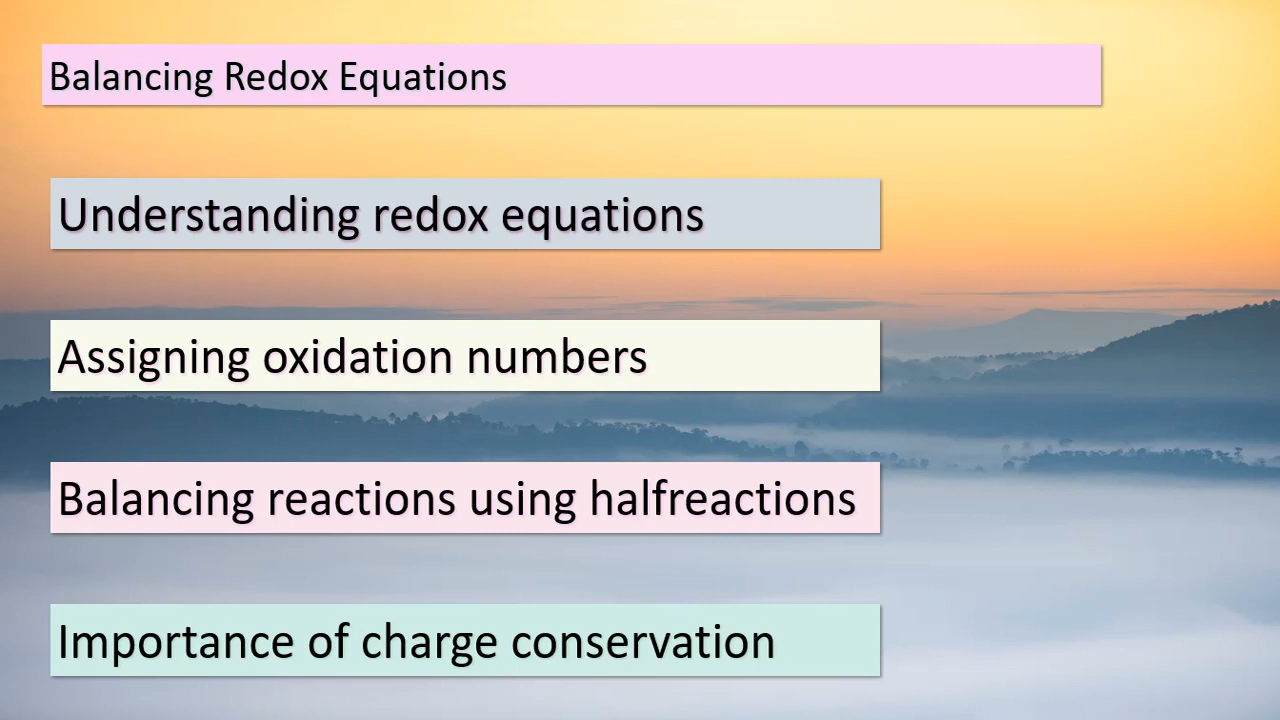 Balancing Redox Equations
Understanding redox equations
Assigning oxidation numbers
Balancing reactions using halfreactions
Importance of charge conservation